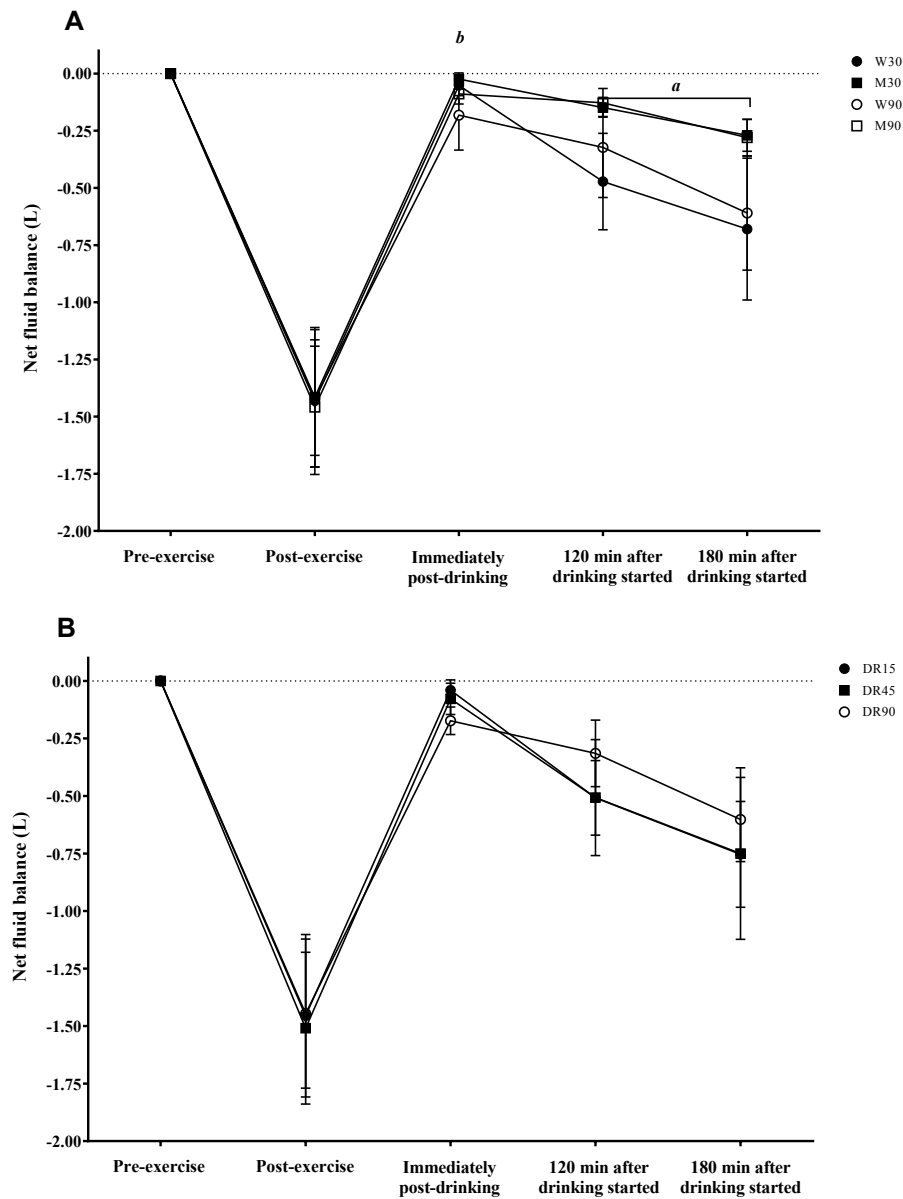 A
b
a
W30
M30
W90
M90
Net fluid balance (L)
0.00
-0.25
-0.50
-0.75
-1.00
-1.25
-1.50
-1.75
-2.00
Pre-exercise
Post-exercise
Immediately
post-drinking
120 min after
drinking started
180 min after
drinking started
B
DR15
DR45
DR90
Net fluid balance (L)
0.00
-0.25
-0.50
-0.75
-1.00
-1.25
-1.50
-1.75
-2.00
Pre-exercise
Post-exercise
Immediately
post-drinking
120 min after
drinking started
180 min after
drinking started